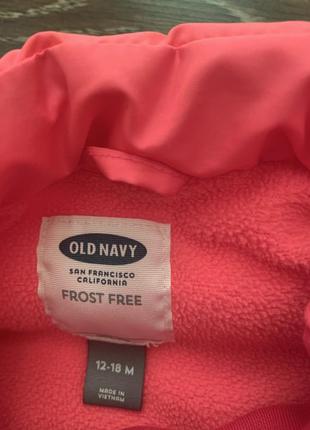 OLD NAVY
SAN FRANCISCO
CALIFORNIA
FROST FREE
12-18 M
MADE IN
VIETNAM